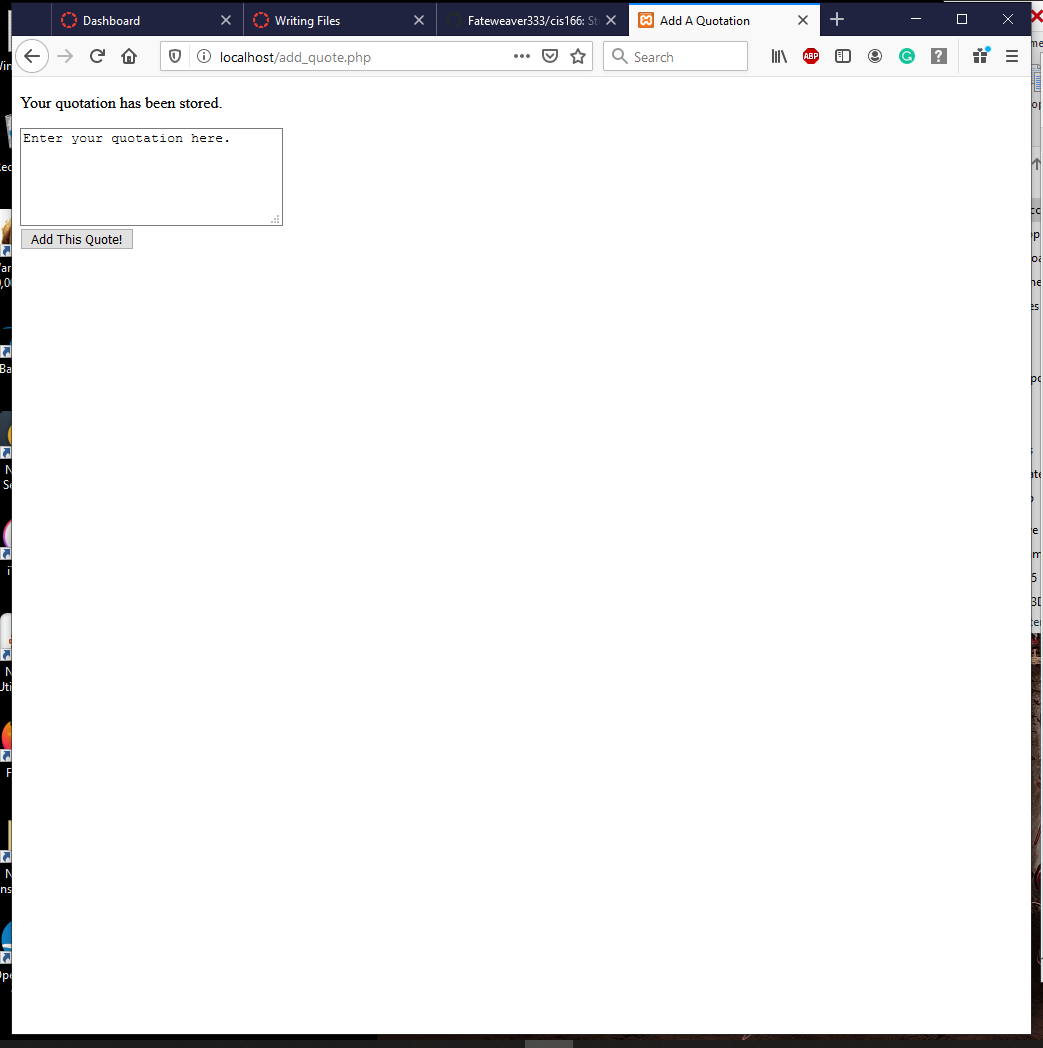 Dashboard
Writing Files
Fateweaver333/cis166: St
Add A Quotation
localhost/add_quote.php
Search
ABP
Your quotation has been stored.
Enter your quotation here.
Add This Quote!